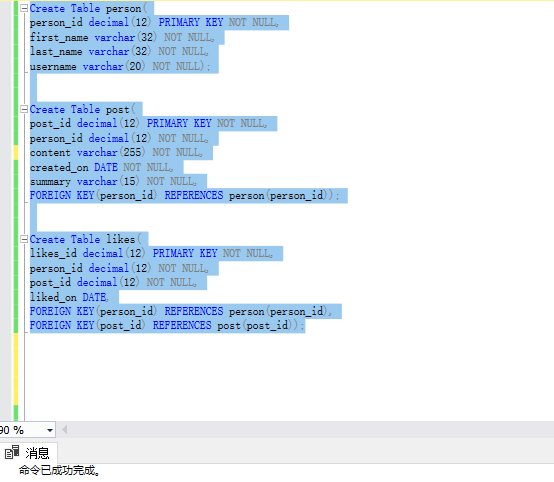 Create Table person(
person_id decimal(12) PRIMARY KEY NOT NULL,
first_name varchar(32) NOT NULL,
last_name varchar(32) NOT NULL,
username varchar(20) NOT NULL);
Create Table post(
post_id decimal(12) PRIMARY KEY NOT NULL,
person_id decimal(12) NOT NULL,
content varchar(255) NOT NULL,
created_on DATE NOT NULL,
summary varchar(15) NOT NULL,
FOREIGN KEY(person_id) REFERENCES person(person_id));
Create Table likes(
likes_id decimal(12) PRIMARY KEY NOT NULL,
person_id decimal(12) NOT NULL,
post_id decimal(12) NOT NULL,
liked_on DATE,
FOREIGN KEY(person_id) REFERENCES person(person_id),
FOREIGN KEY(post_id) REFERENCES post(post_id));
90 %
消息
命令已成功完成。